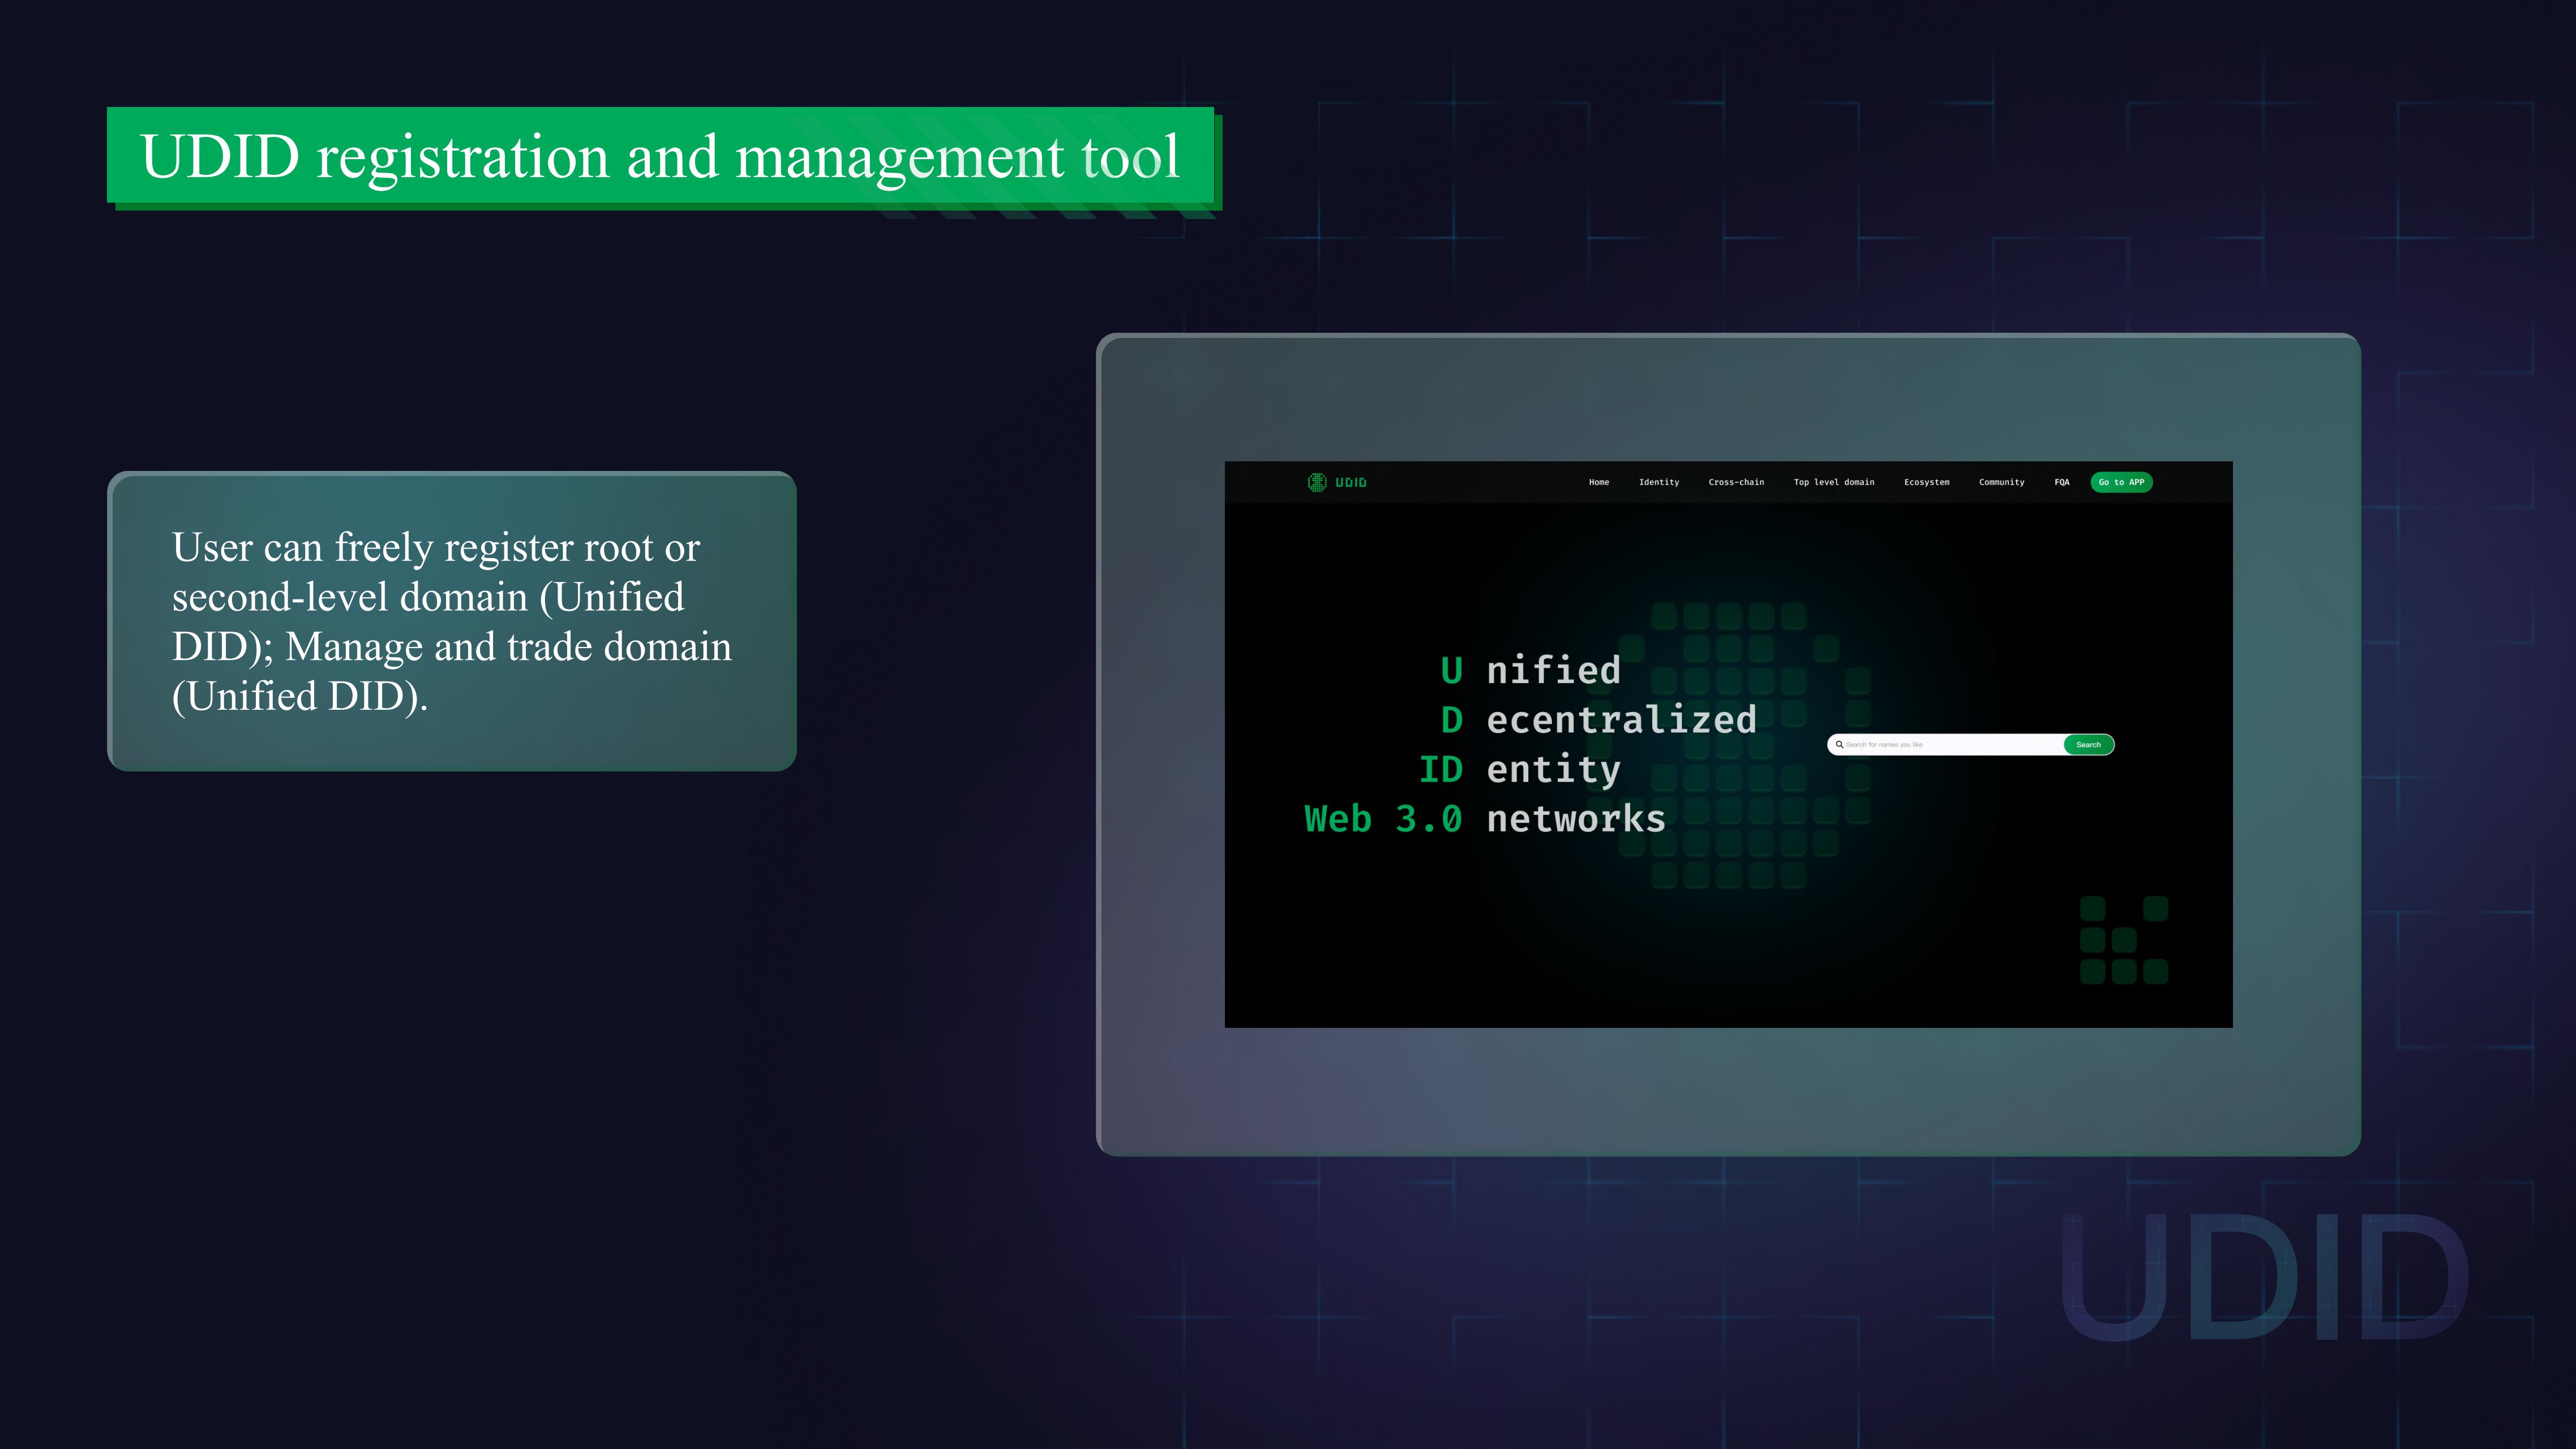 UDID registration and management tool
User can freely register root or
second-level domain (Unified
DID); Manage and trade domain
(Unified DID).
UDID
Home Identity Cross-chain Top level domain Ecosystem Community FQA Go to APP
U nified
D ecentralized
ID entity
Web 3.0 networks
Search for names you like Search
UDID